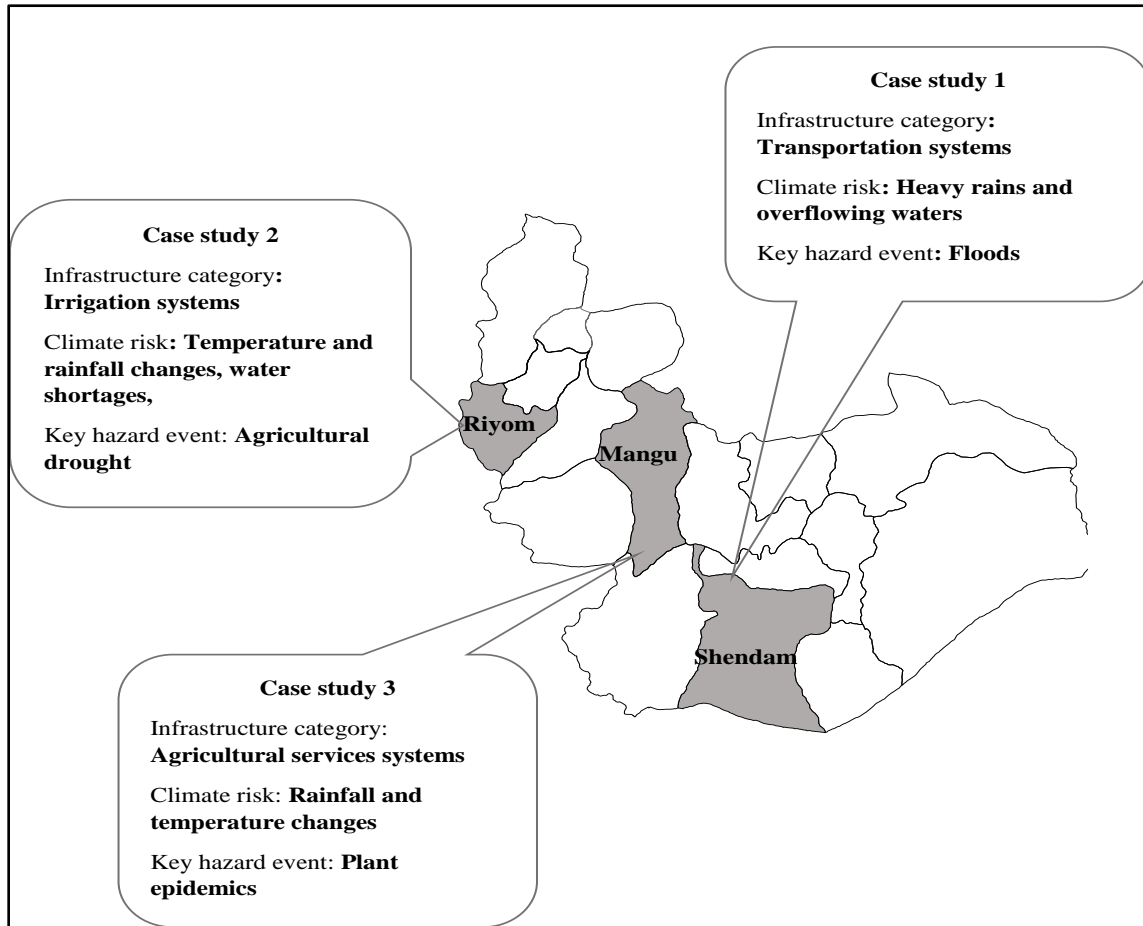 Case study 1
Infrastructure category:
Transportation systems
Climate risk: Heavy rains and
overflowing waters
Key hazard event: Floods
Case study 2
Infrastructure category:
Irrigation systems
Climate risk: Temperature and
rainfall changes, water
shortages,
Key hazard event: Agricultural
drought
Riyom
Mangu
Shendam
Case study 3
Infrastructure category:
Agricultural services systems
Climate risk: Rainfall and
temperature changes
Key hazard event: Plant
epidemics